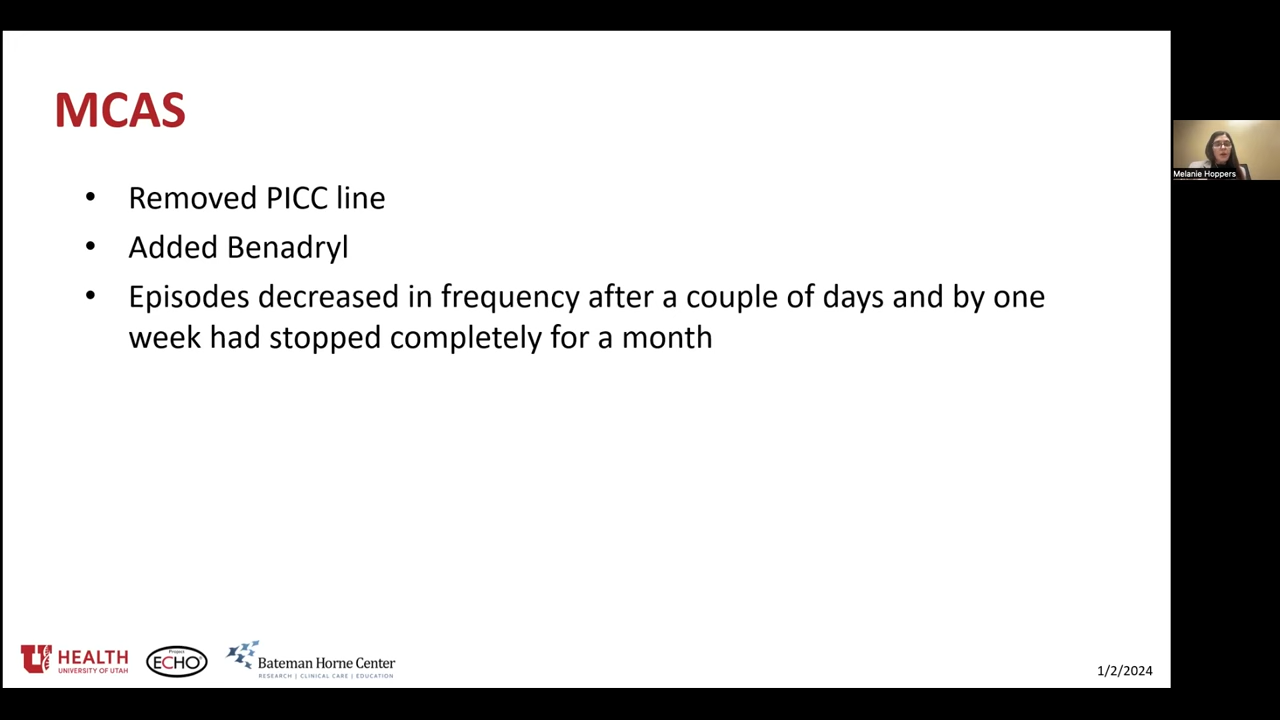 MCAS
• Removed PICC line
• Added Benadryl
• Episodes decreased in frequency after a couple of days and by one
week had stopped completely for a month
Melanie Hoppers
U HEALTH
UNIVERSITY OF UTAH
Project
ECHO
Bateman Horne Center
RESEARCH | CLINICAL CARE | EDUCATION
1/2/2024